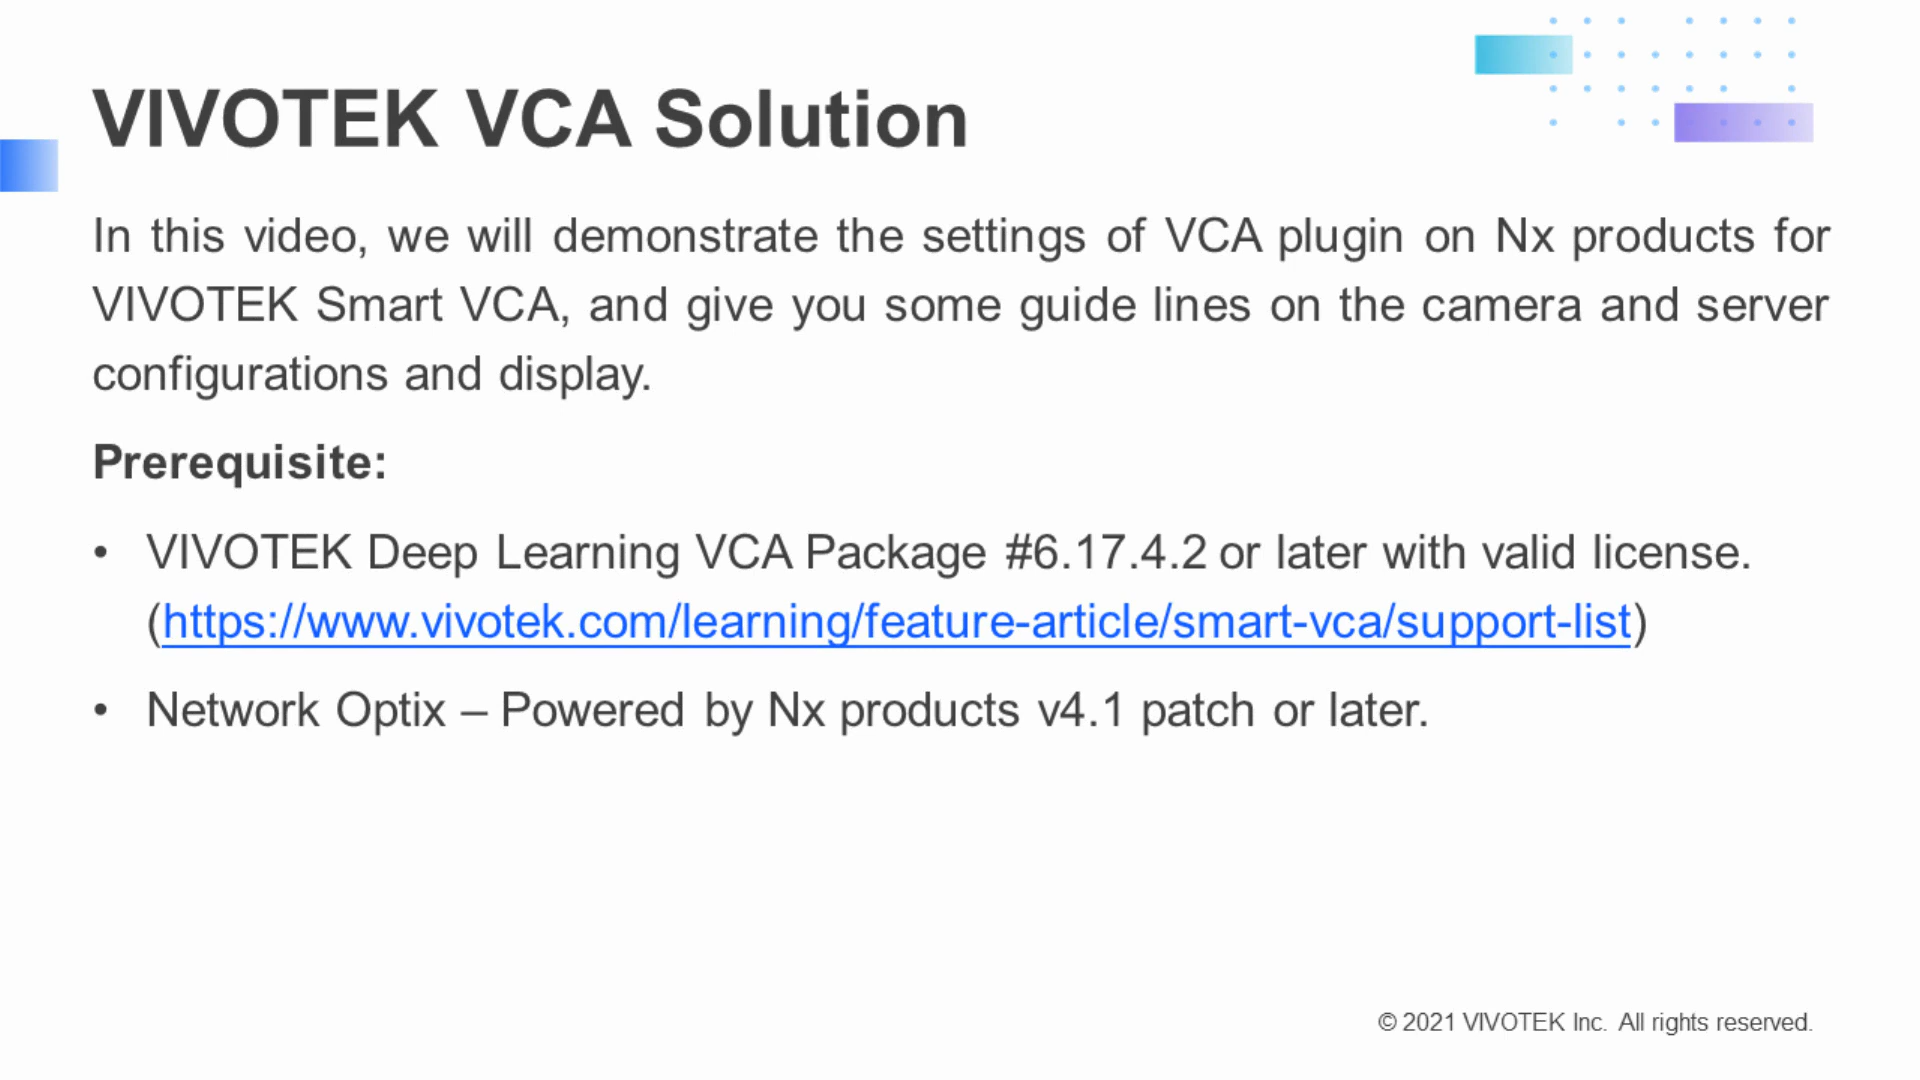 VIVOTEK VCA Solution
In this video, we will demonstrate the settings of VCA plugin on Nx products for
VIVOTEK Smart VCA, and give you some guide lines on the camera and server
configurations and display.
Prerequisite:
• VIVOTEK Deep Learning VCA Package #6.17.4.2 or later with valid license.
(https://www.vivotek.com/learning/feature-article/smart-vca/support-list)
• Network Optix – Powered by Nx products v4.1 patch or later.
© 2021 VIVOTEK Inc. All rights reserved.